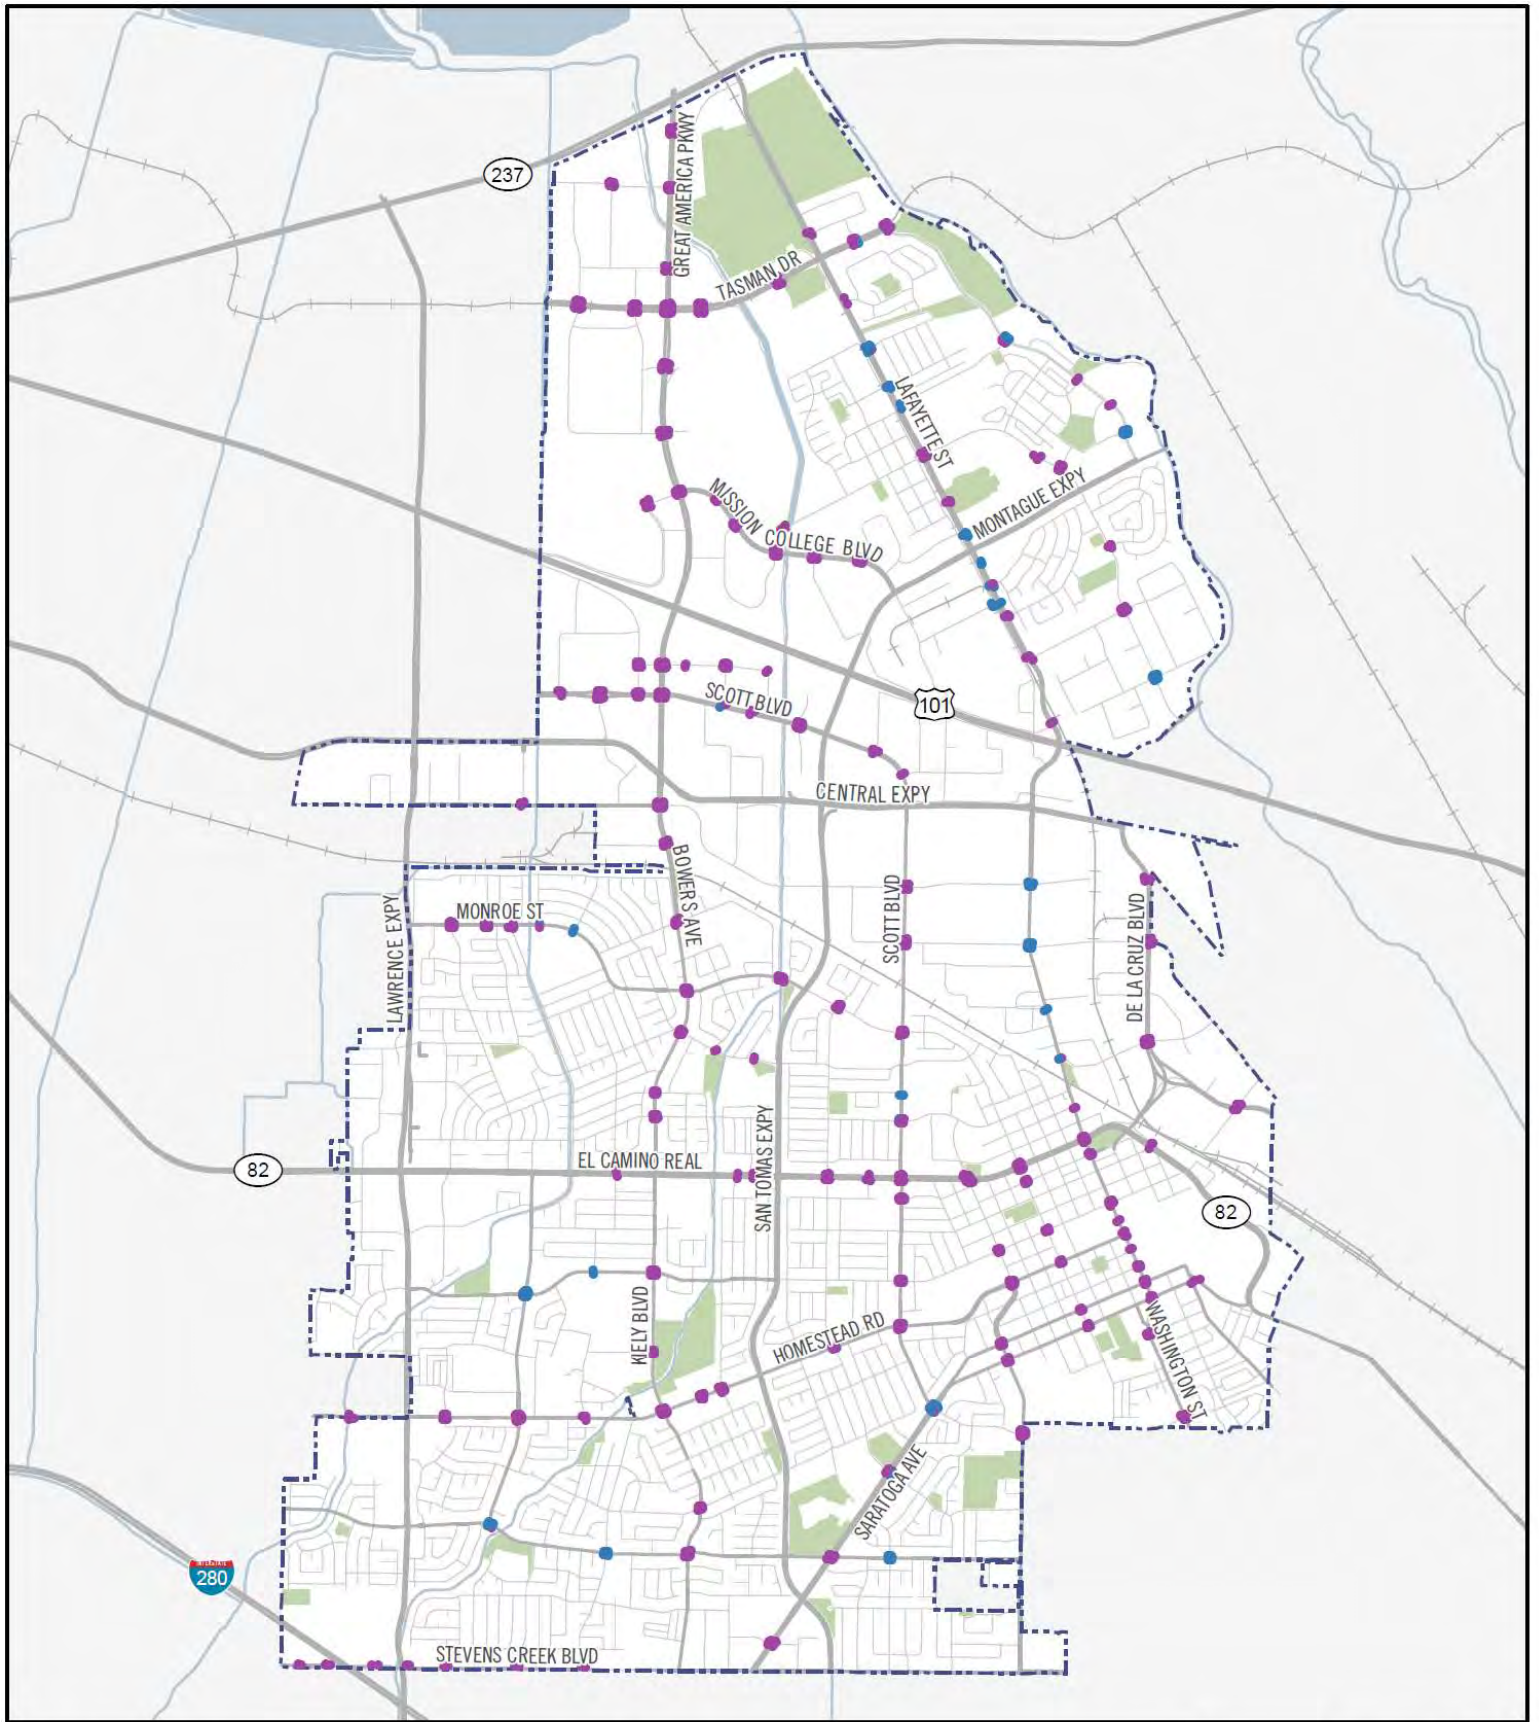 237
GREAT AMERICA PKWY
TASMAN DR
LAFAYETTE ST
MONTAGUE EXPY
MISSION COLLEGE BLVD
SCOTT BLVD
101
CENTRAL EXPY
BOWERS AVE
MONROE ST
LAWRENCE EXPY
SCOTT BLVD
DE LA CRUZ BLVD
SAN TOMAS EXPY
EL CAMINO REAL
82
82
KIELY BLVD
HOMESTEAD RD
WASHINGTON ST
SARATOGA AVE
280
STEVENS CREEK BLVD